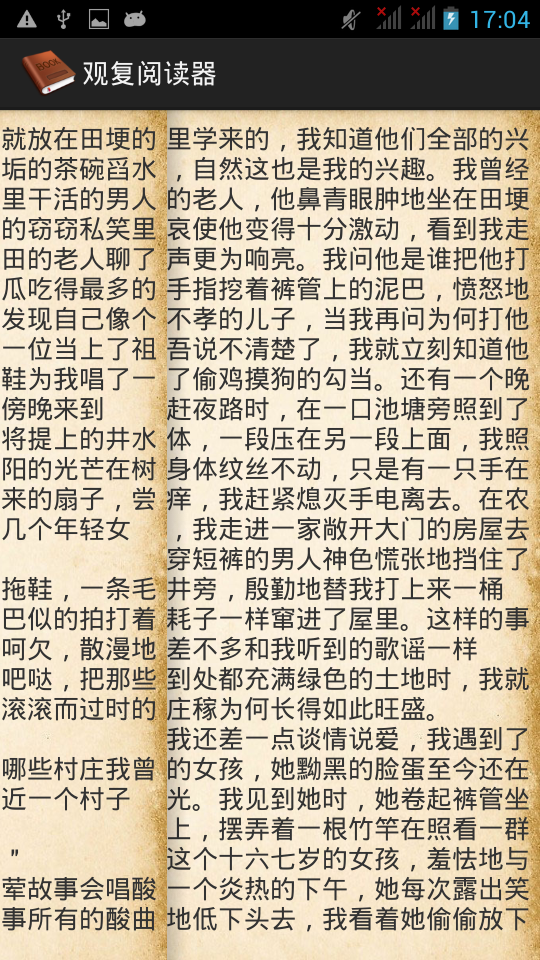 17:04
观复阅读器
就放在田埂的
垢的茶碗舀水
里干活的男人
的窃窃私笑里
田的老人聊了
瓜吃得最多的
发现自己像个
一位当上了祖
鞋为我唱了一
傍晚来到
将提上的井水
阳的光芒在树
来的扇子，尝
几个年轻女
拖鞋，一条毛
巴似的拍打着
呵欠，散漫地
吧哒，把那些
滚滚而过时的
哪些村庄我曾
近一个村子
"
荤故事会唱酸
事所有的酸曲
里学来的，我知道他们全部的兴
，自然这也是我的兴趣。我曾经
的老人，他鼻青眼肿地坐在田埂
哀使他变得十分激动，看到我走
声更为响亮。我问他是谁把他打
手指挖着裤管上的泥巴，愤怒地
不孝的儿子，当我再问为何打他
吾说不清楚了，我就立刻知道他
了偷鸡摸狗的勾当。还有一个晚
赶夜路时，在一口池塘旁照到了
体，一段压在另一段上面，我照
身体纹丝不动，只是有一只手在
痒，我赶紧熄灭手电离去。在农
，我走进一家敞开大门的房屋去
穿短裤的男人神色慌张地挡住了
井旁，殷勤地替我打上来一桶
耗子一样窜进了屋里。这样的事
差不多和我听到的歌谣一样
到处都充满绿色的土地时，我就
庄稼为何长得如此旺盛。
我还差一点谈情说爱，我遇到了
的女孩，她黝黑的脸蛋至今还在
光。我见到她时，她卷起裤管坐
上，摆弄着一根竹竿在照看一群
这个十六七岁的女孩，羞怯地与
一个炎热的下午，她每次露出笑
地低下头去，我看着她偷偷放下